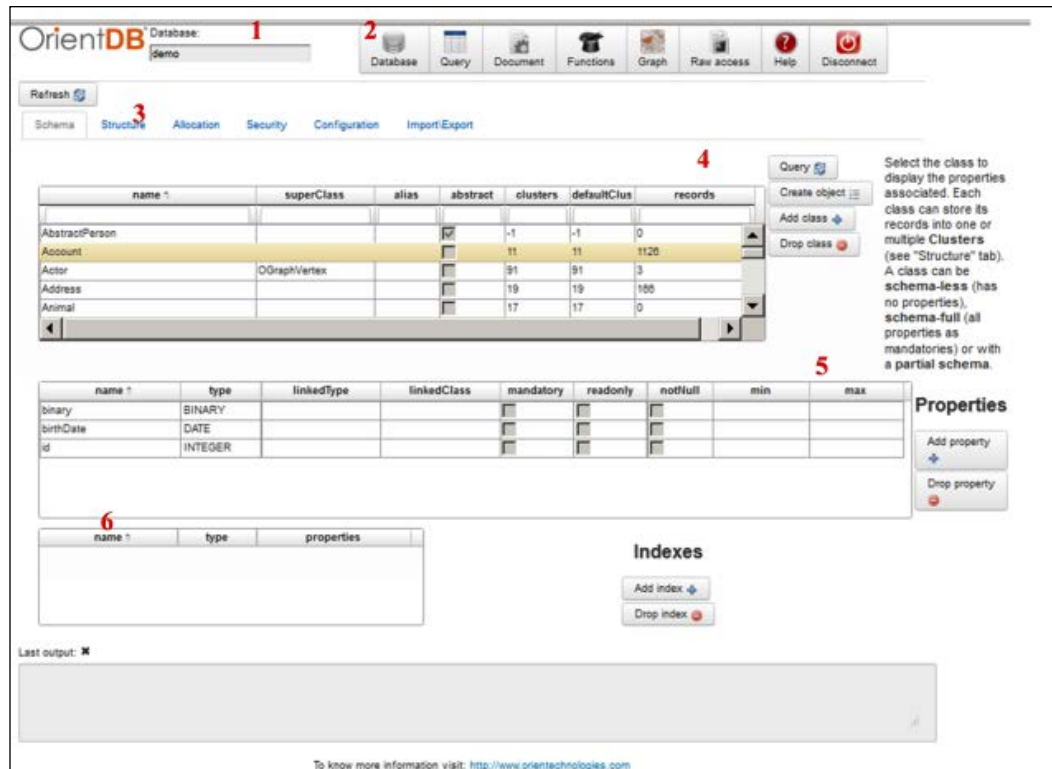 OrientDB
Database:
1
demo
2
Database
Query
Document
Functions
Graph
Raw access
Help
Disconnect
Refresh
3
Schema
Structure
Allocation
Security
Configuration
Import\Export
4
name superClass alias abstract clusters defaultClus records
AbstractPerson -1 -1 0
Account 11 11 1126
Actor OGraphVertex 91 91 3
Address 19 19 166
Animal 17 17 0
Query
Create object
Add class
Drop class
Select the class to
display the properties
associated. Each
class can store its
records into one or
multiple Clusters
(see "Structure" tab).
A class can be
schema-less (has
no properties),
schema-full (all
properties as
mandatories) or with
a partial schema.
5
name type linkedType linkedClass mandatory readonly notNull min max
binary BINARY
birthDate DATE
id INTEGER
Properties
Add property
Drop property
6
name type properties
Indexes
Add index
Drop index
Last output:
To know more information visit: http://www.orientechnologies.com